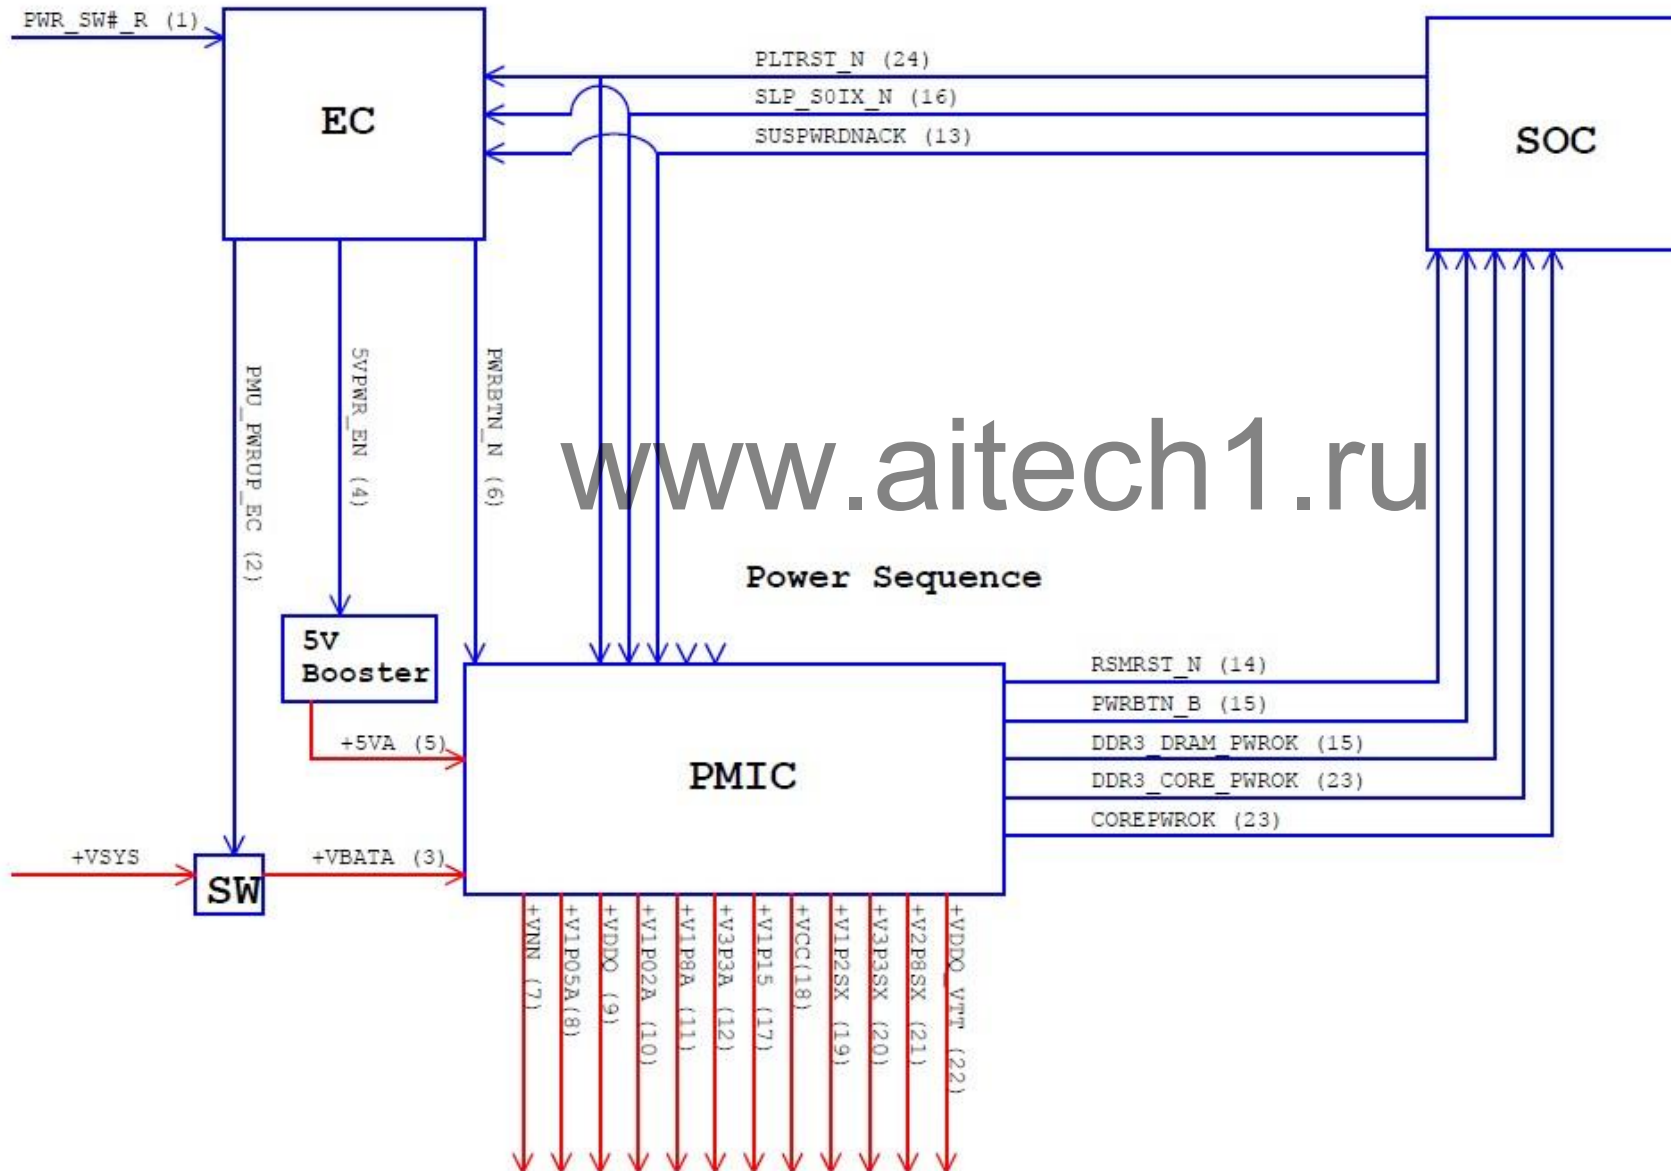 PWR_SW#_R (1)
EC
PLTRST_N (24)
SLP_S0IX_N (16)
SUSPWRDNACK (13)
SOC
PMU_PWRUP_EC (2)
5VPWR_EN (4)
PWRBTN_N (6)
www.aitech1.ru
Power Sequence
5V
Booster
+5VA (5)
PMIC
RSMRST_N (14)
PWRBTN_B (15)
DDR3_DRAM_PWROK (15)
DDR3_CORE_PWROK (23)
COREPWROK (23)
+VSYS
SW
+VBATA (3)
+VNN (7)
+V1P05A(8)
+VDDQ (9)
+V1P02A (10)
+V1P8A (11)
+V3P3A (12)
+V1P15 (17)
+VCC(18)
+V1P2SX (19)
+V3P3SX (20)
+V2P8SX (21)
+VDDQ_VTT (22)